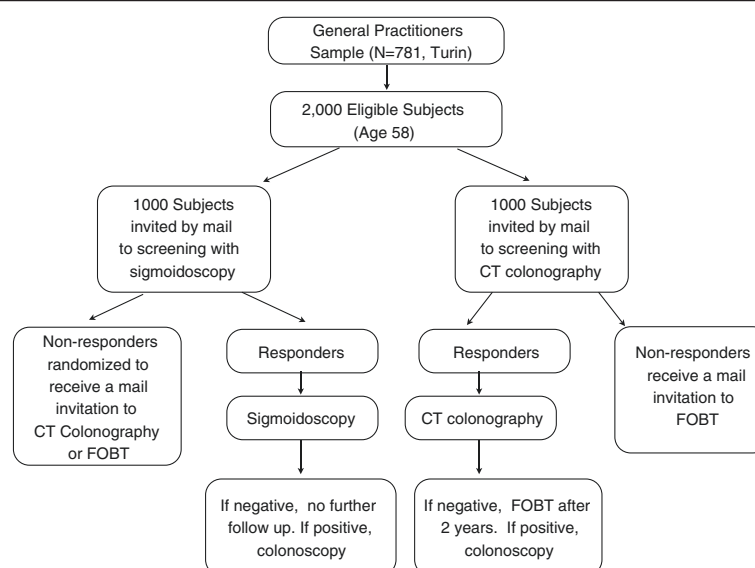 General Practitioners
Sample (N=781, Turin)
2,000 Eligible Subjects
(Age 58)
1000 Subjects
invited by mail
to screening with
sigmoidoscopy
1000 Subjects
invited by mail
to screening with
CT colonography
Non-responders
randomized to
receive a mail
invitation to
CT Colonography
or FOBT
Responders
Responders
Non-responders
receive a mail
invitation to
FOBT
Sigmoidoscopy
CT colonography
If negative, no further
follow up. If positive,
colonoscopy
If negative, FOBT after
2 years. If positive,
colonoscopy